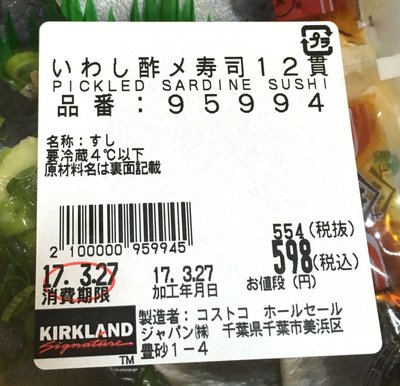 プラ
いわし酢〆寿司12貫
PICKLED SARDINE SUSHI
品番:95994
名称:すし
要冷蔵4℃以下
原材料名は裏面記載
2 100000 959945
554(税抜)
598(税込)
17. 3.27 17. 3.27 お値段(円)
消費期限 加工年月日
KIRKLAND
Signature
TM
製造者:コストコ ホールセール
ジャパン㈱ 千葉県千葉市美浜区
豊砂1-4